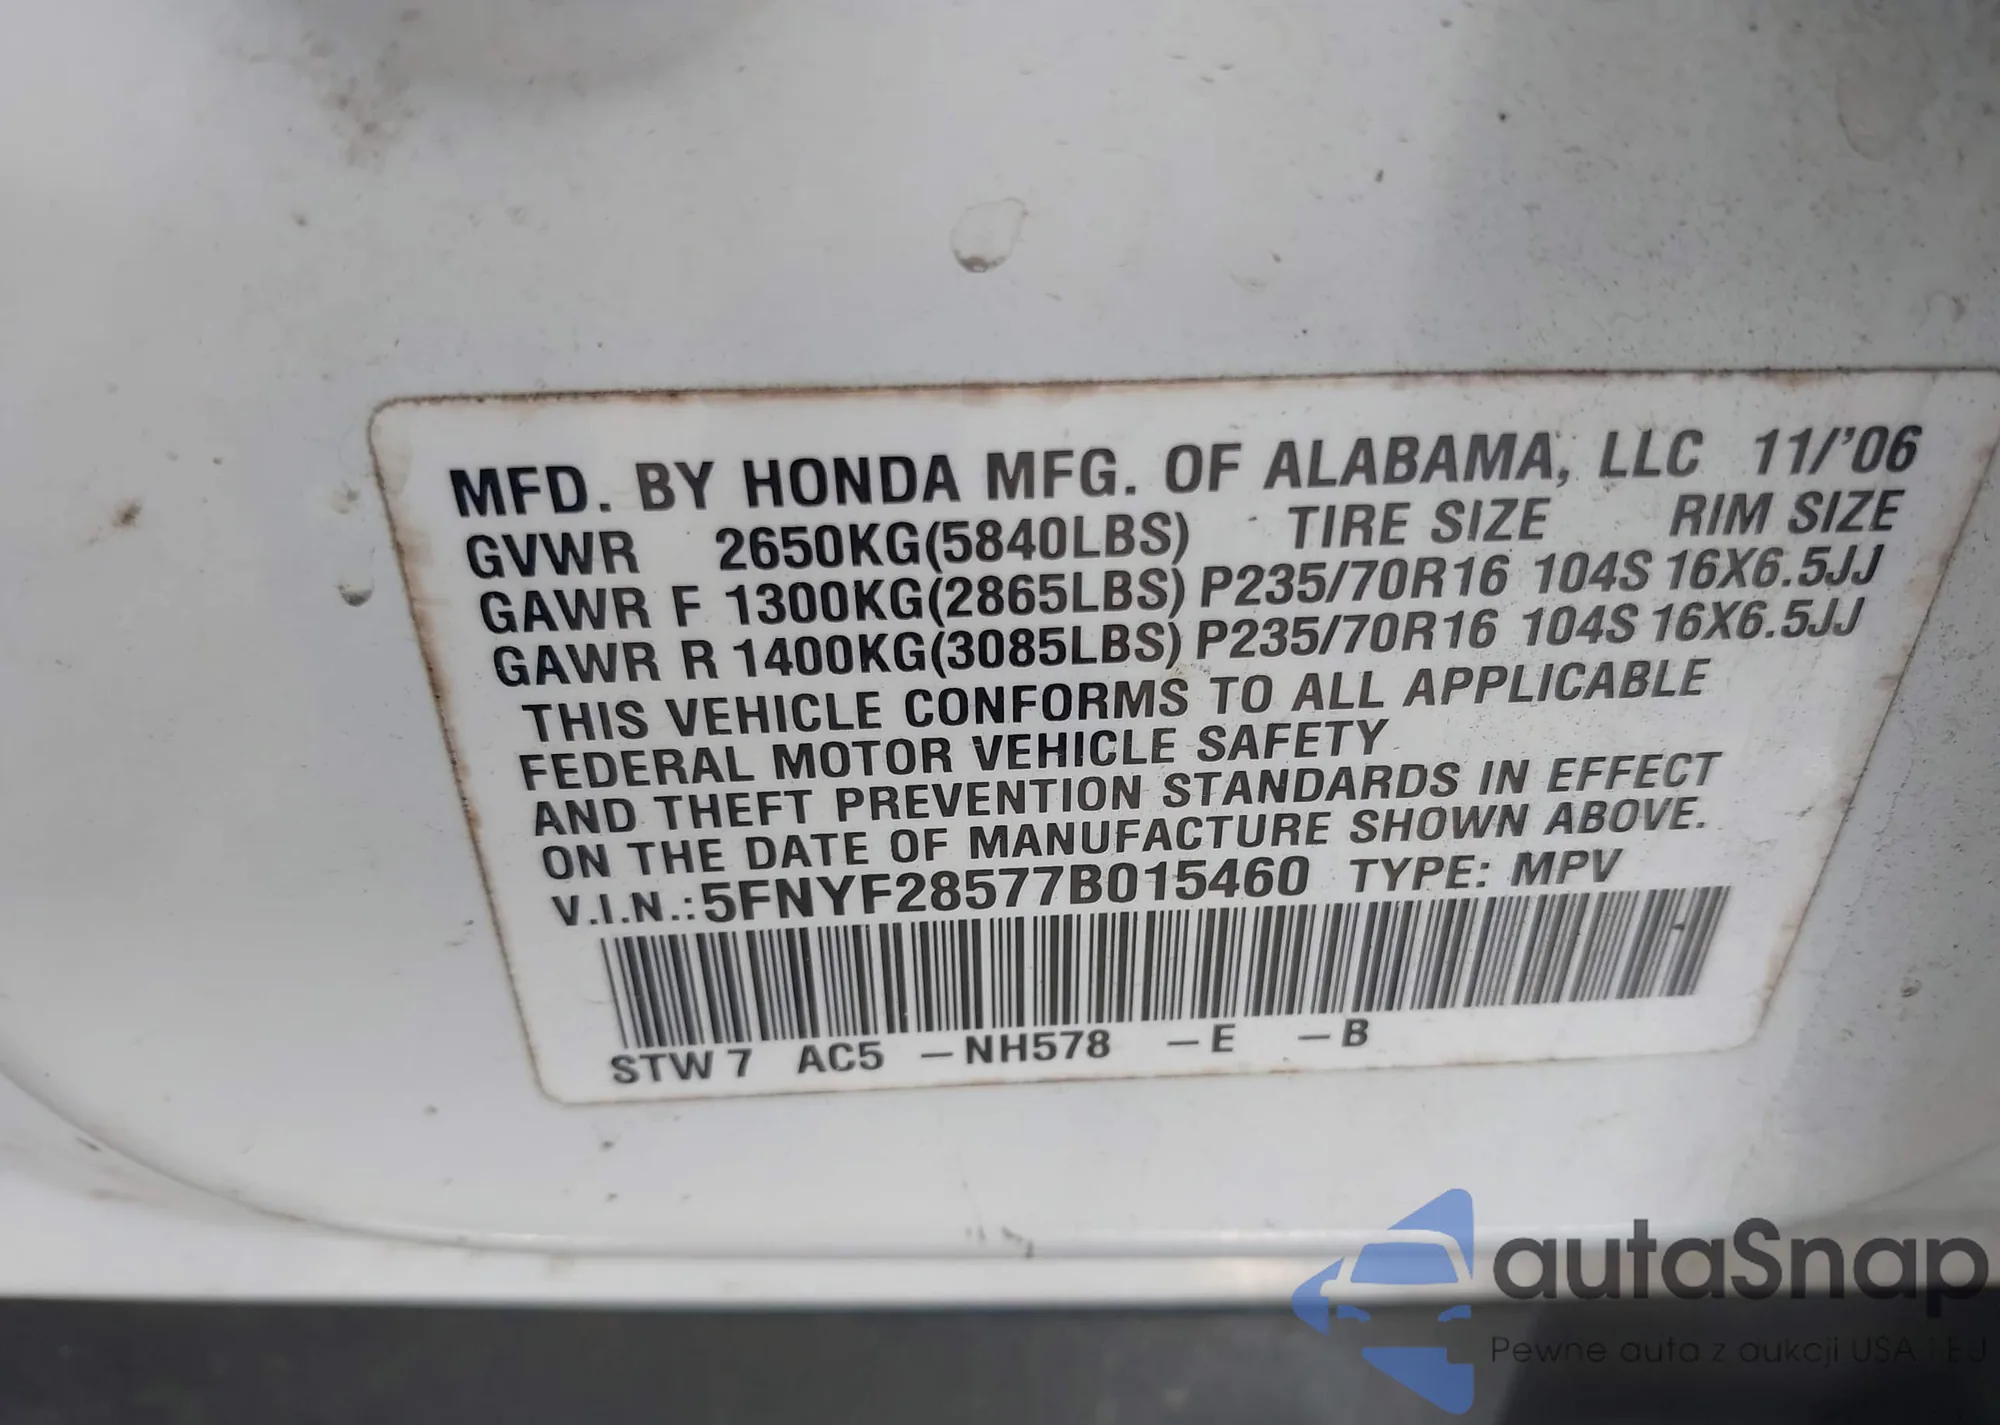 MFD. BY HONDA MFG. OF ALABAMA, LLC 11/'06
GVWR 2650KG(5840LBS) TIRE SIZE RIM SIZE
GAWR F 1300KG(2865LBS) P235/70R16 104S 16X6.5JJ
GAWR R 1400KG(3085LBS) P235/70R16 104S 16X6.5JJ
THIS VEHICLE CONFORMS TO ALL APPLICABLE
FEDERAL MOTOR VEHICLE SAFETY
AND THEFT PREVENTION STANDARDS IN EFFECT
ON THE DATE OF MANUFACTURE SHOWN ABOVE.
V.I.N.:5FNYF28577B015460 TYPE: MPV
STW7 AC5 –NH578 –E –B
autaSnap
Pewne auta z aukcji USA i EU